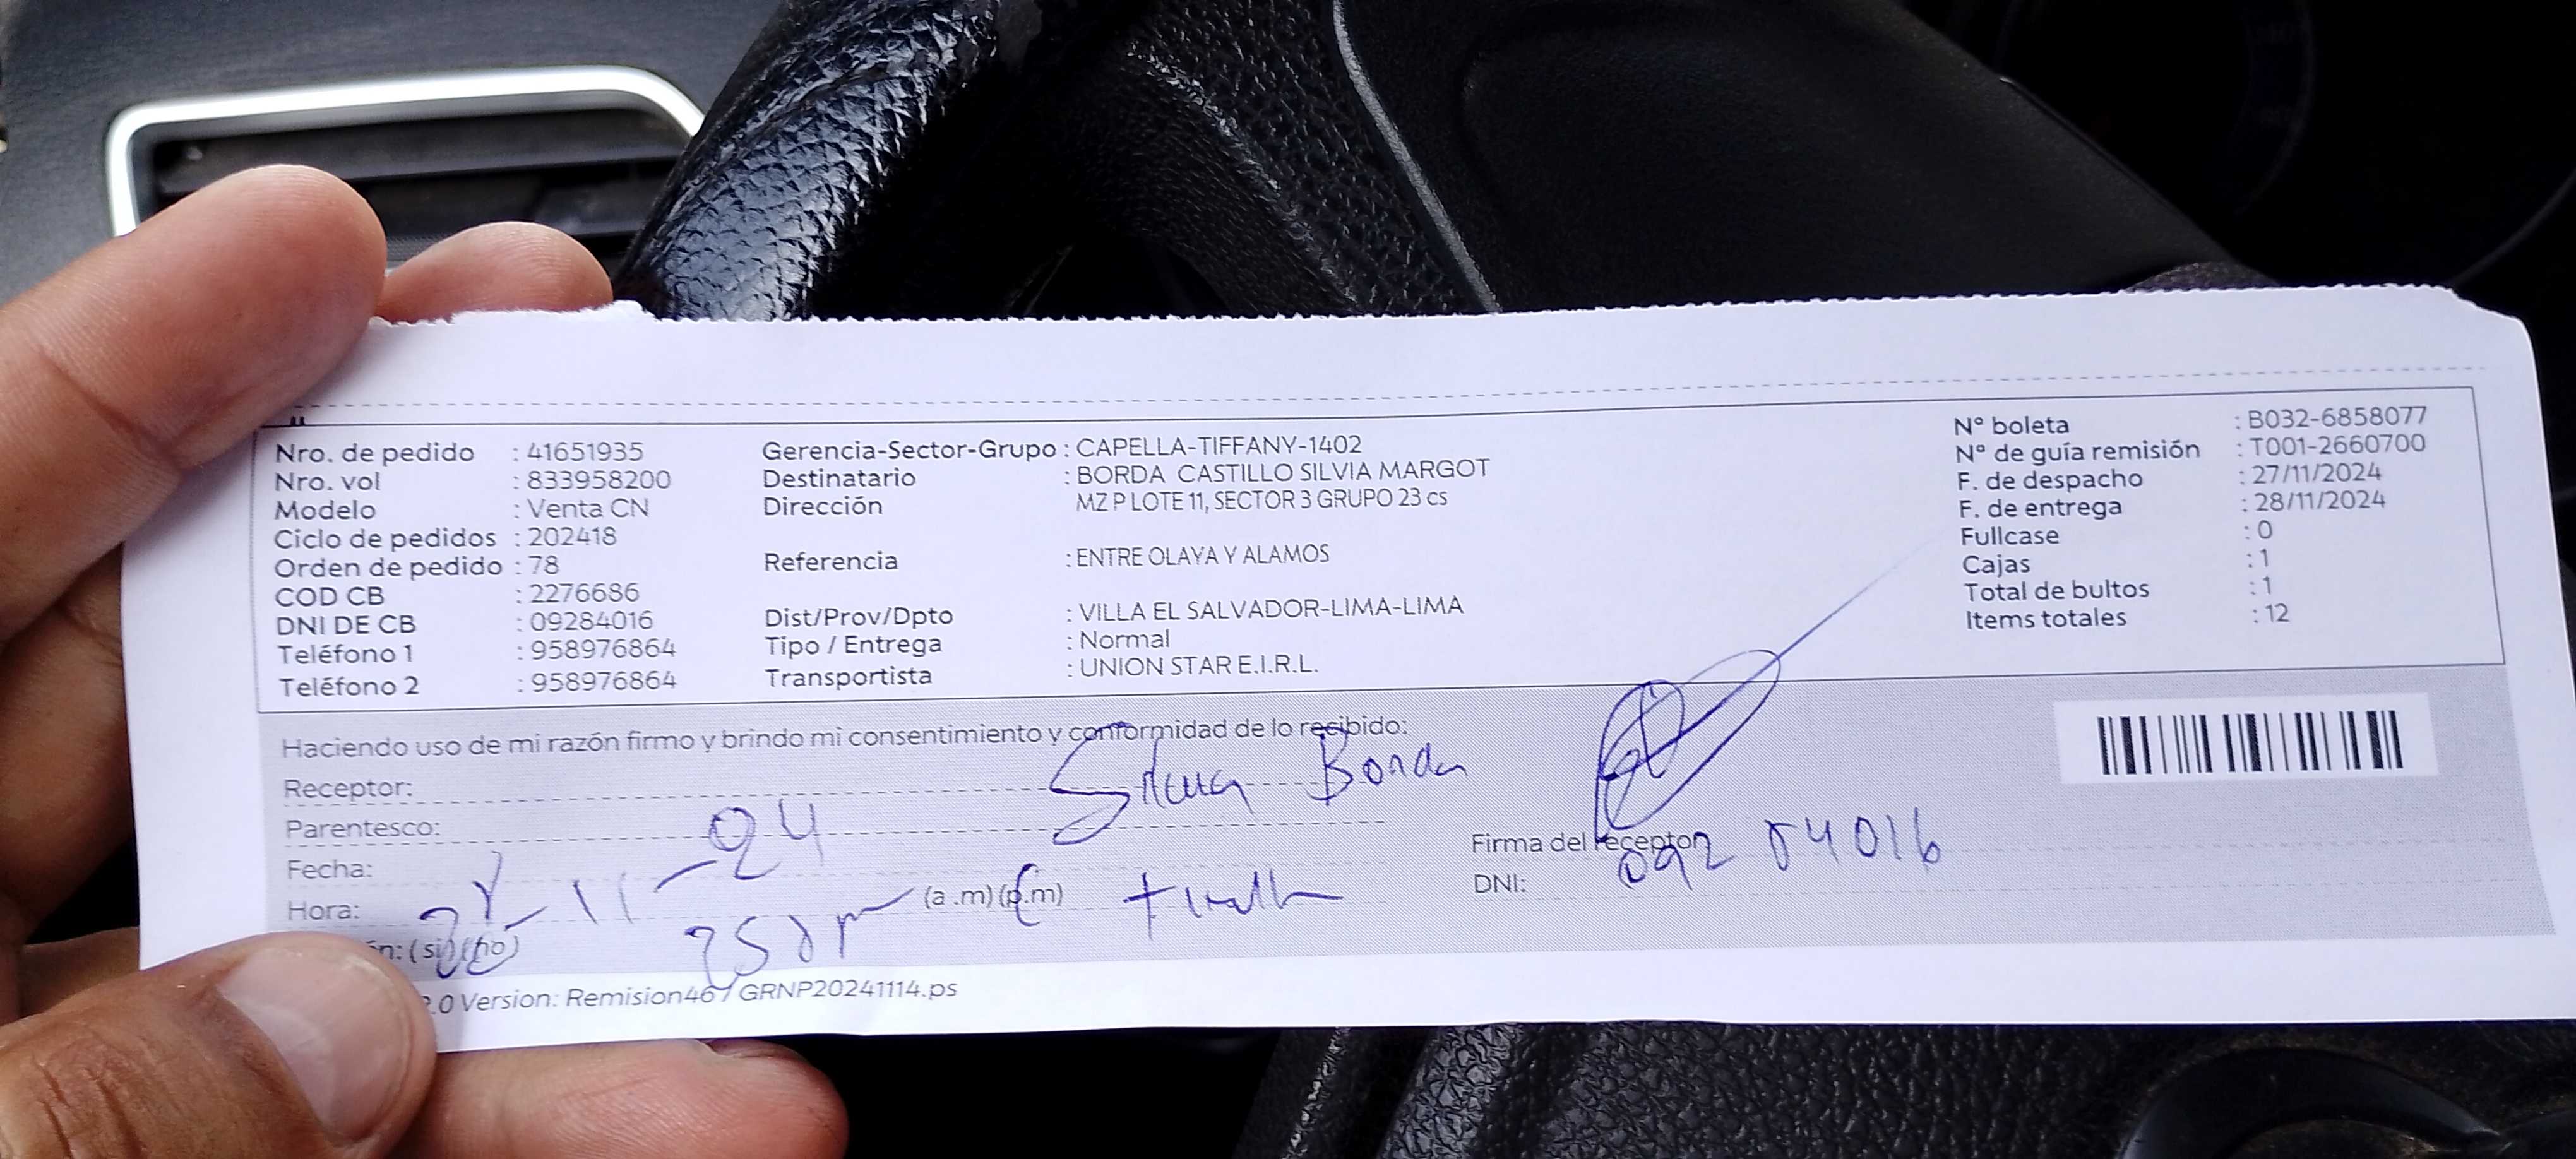 Nro. de pedido : 41651935
Nro. vol : 833958200
Modelo : Venta CN
Ciclo de pedidos : 202418
Orden de pedido : 78
COD CB : 2276686
DNI DE CB : 09284016
Teléfono 1 : 958976864
Teléfono 2 : 958976864
Gerencia-Sector-Grupo : CAPELLA-TIFFANY-1402
Destinatario : BORDA CASTILLO SILVIA MARGOT
Dirección MZ P LOTE 11, SECTOR 3 GRUPO 23 cs
Referencia : ENTRE OLAYA Y ALAMOS
Dist/Prov/Dpto : VILLA EL SALVADOR-LIMA-LIMA
Tipo / Entrega : Normal
Transportista : UNION STAR E.I.R.L.
Nº boleta : B032-6858077
Nº de guía remisión : T001-2660700
F. de despacho : 27/11/2024
F. de entrega : 28/11/2024
Fullcase : 0
Cajas : 1
Total de bultos : 1
Items totales : 12
Haciendo uso de mi razón firmo y brindo mi consentimiento y conformidad de lo recibido:
Receptor: Silvia Borda
Parentesco:
Fecha: 28-11-24
Hora: (a .m) (p.m)
n: (si) (no)
Firma del receptor
DNI: 09284016
2.0 Version: Remision467 GRNP20241114.ps